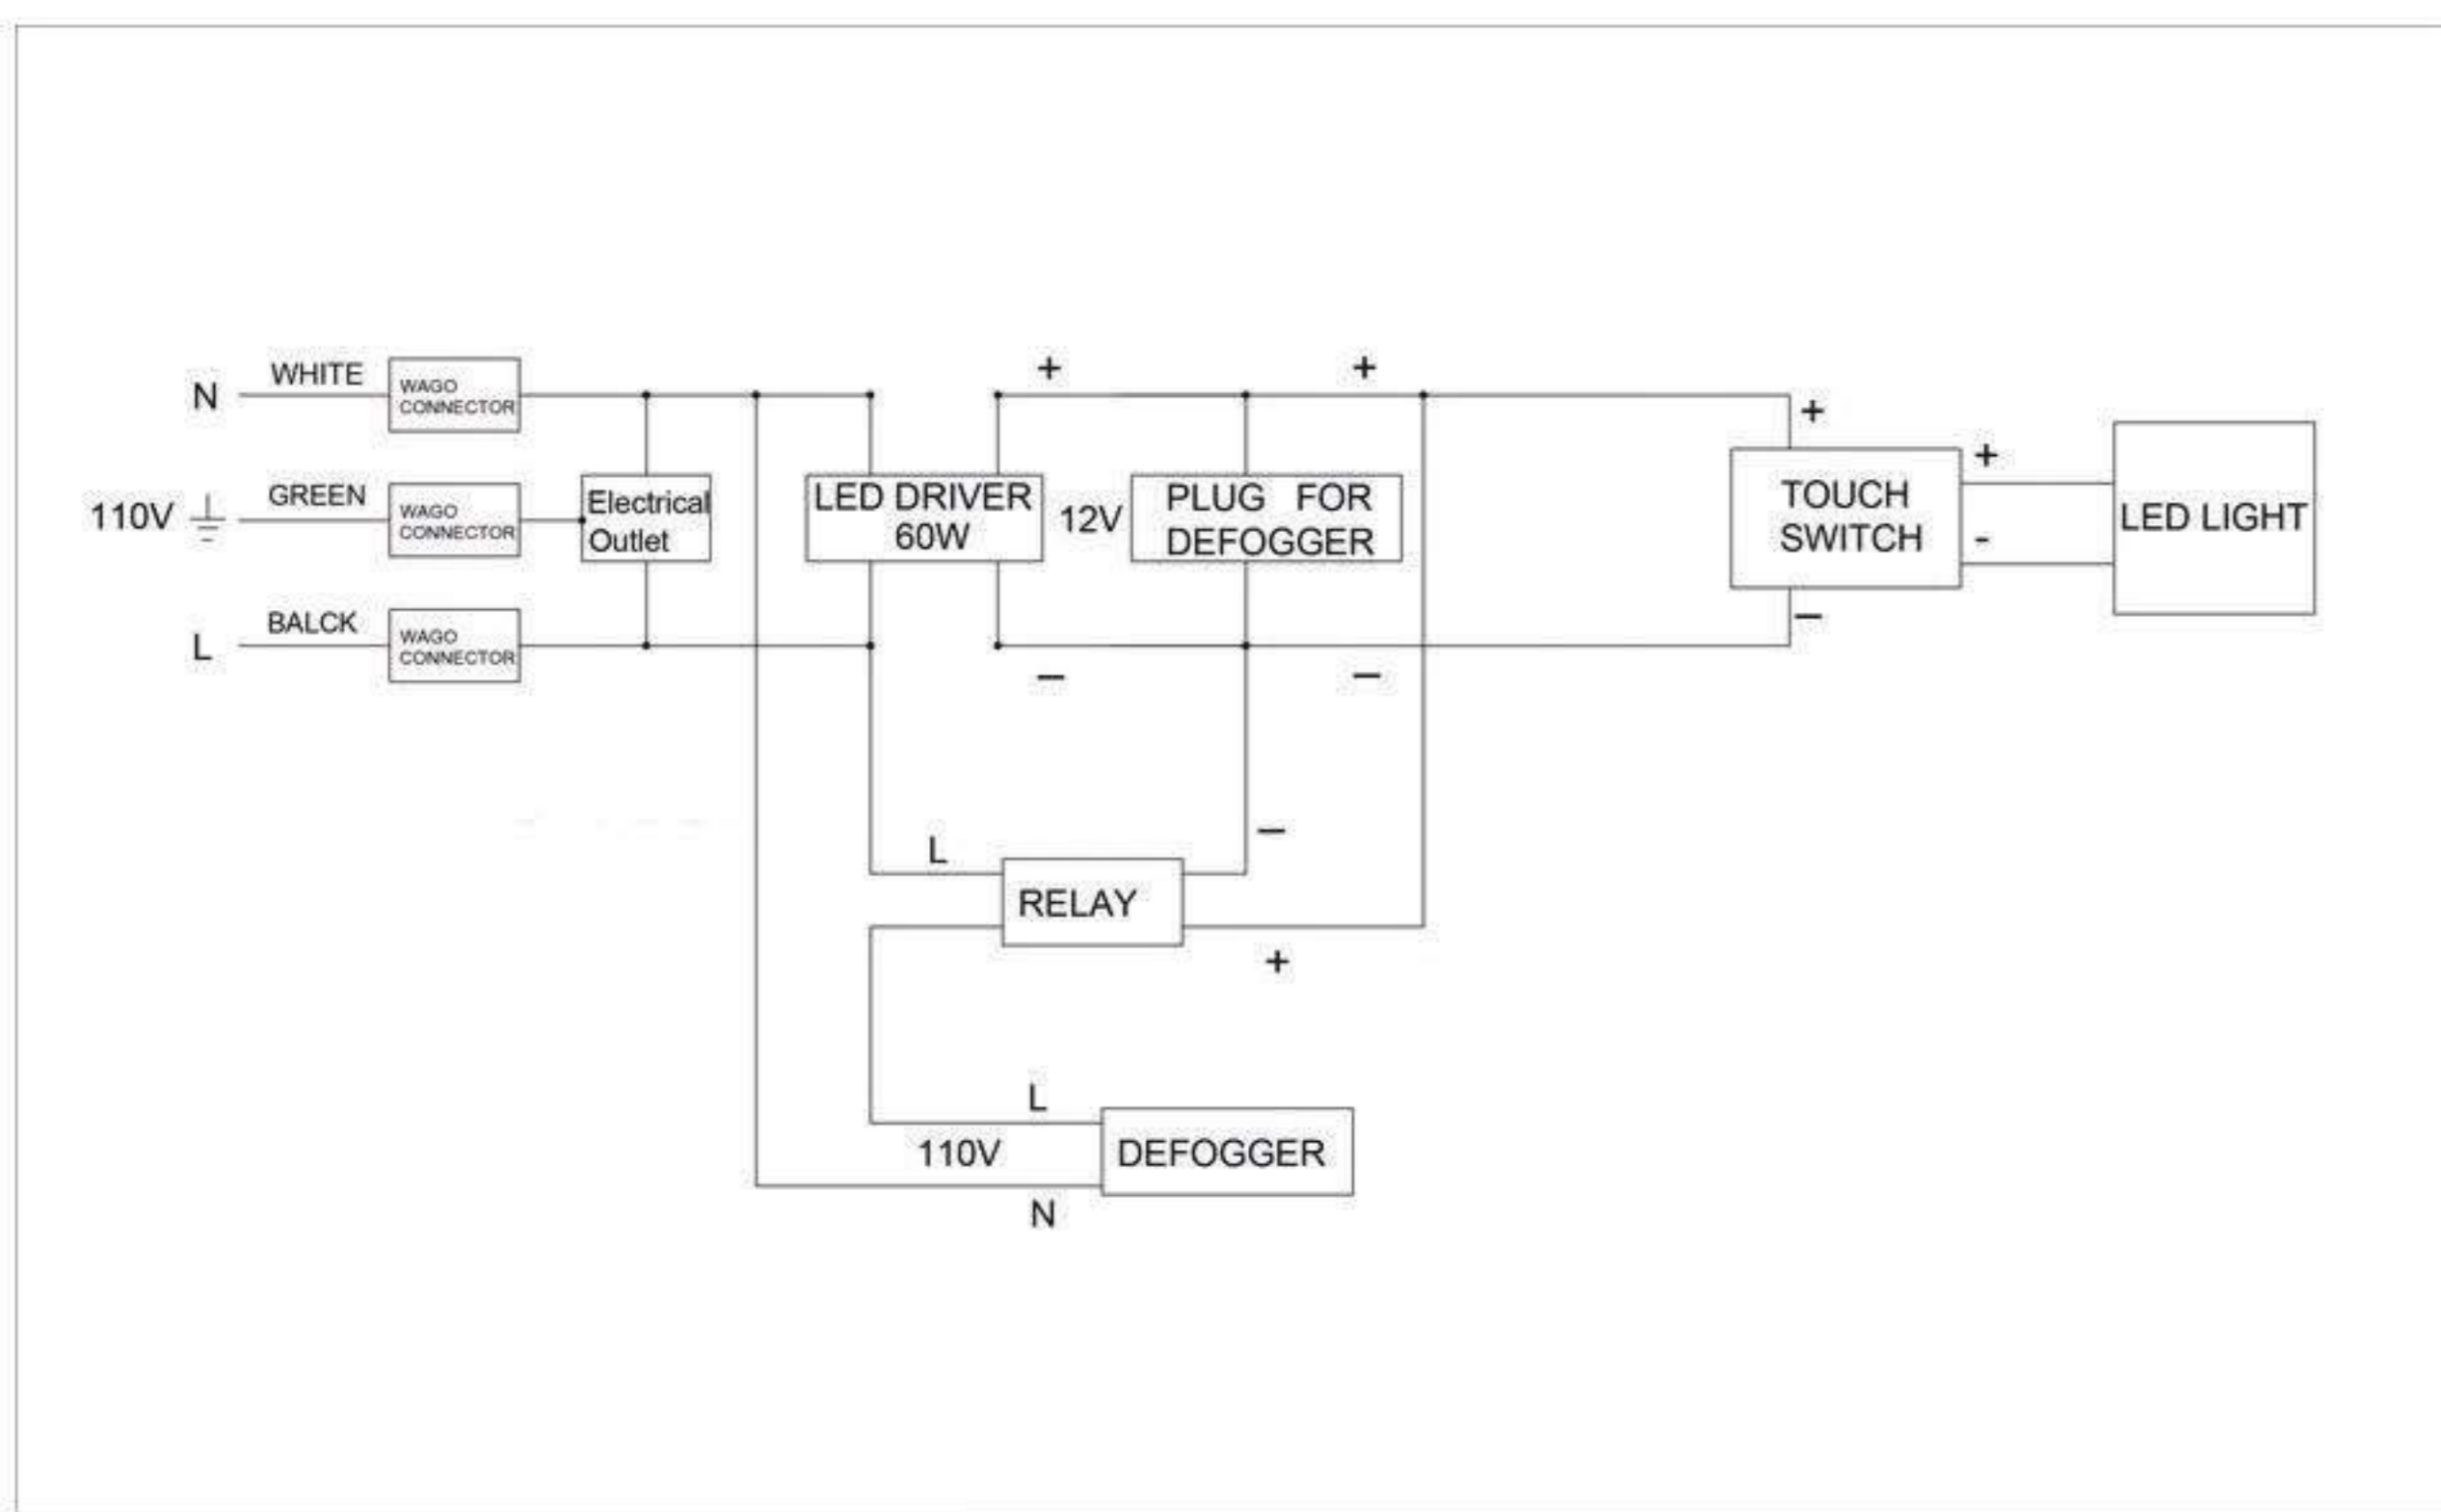 N
WHITE
WAGO
CONNECTOR
110V
GREEN
WAGO
CONNECTOR
L
BALCK
WAGO
CONNECTOR
Electrical
Outlet
LED DRIVER
60W
+
−
12V
PLUG FOR
DEFOGGER
+
−
+
−
TOUCH
SWITCH
+
-
LED LIGHT
L
RELAY
−
+
L
110V
N
DEFOGGER